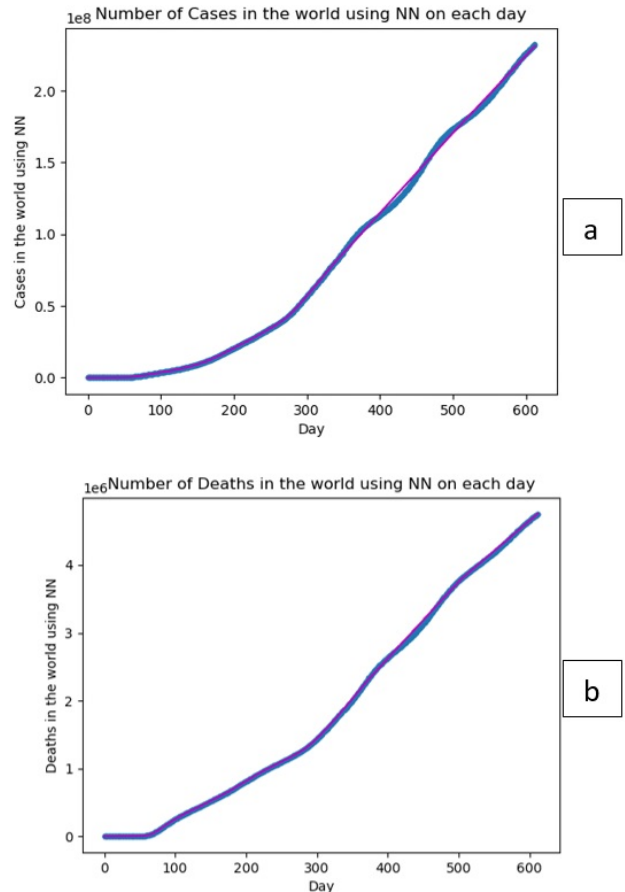 1e8 Number of Cases in the world using NN on each day
Cases in the world using NN
2.0
1.5
1.0
0.5
0.0
0 100 200 300 400 500 600
Day
a
1e6 Number of Deaths in the world using NN on each day
Deaths in the world using NN
4
3
2
1
0
0 100 200 300 400 500 600
Day
b